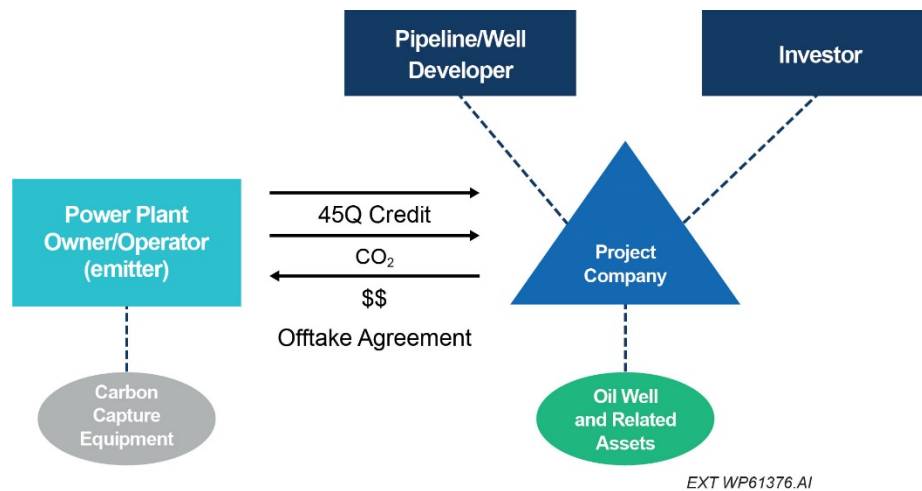 Pipeline/Well
Developer
Investor
Power Plant
Owner/Operator
(emitter)
45Q Credit
CO₂
$$
Offtake Agreement
Project
Company
Carbon
Capture
Equipment
Oil Well
and Related
Assets
EXT WP61376.AI